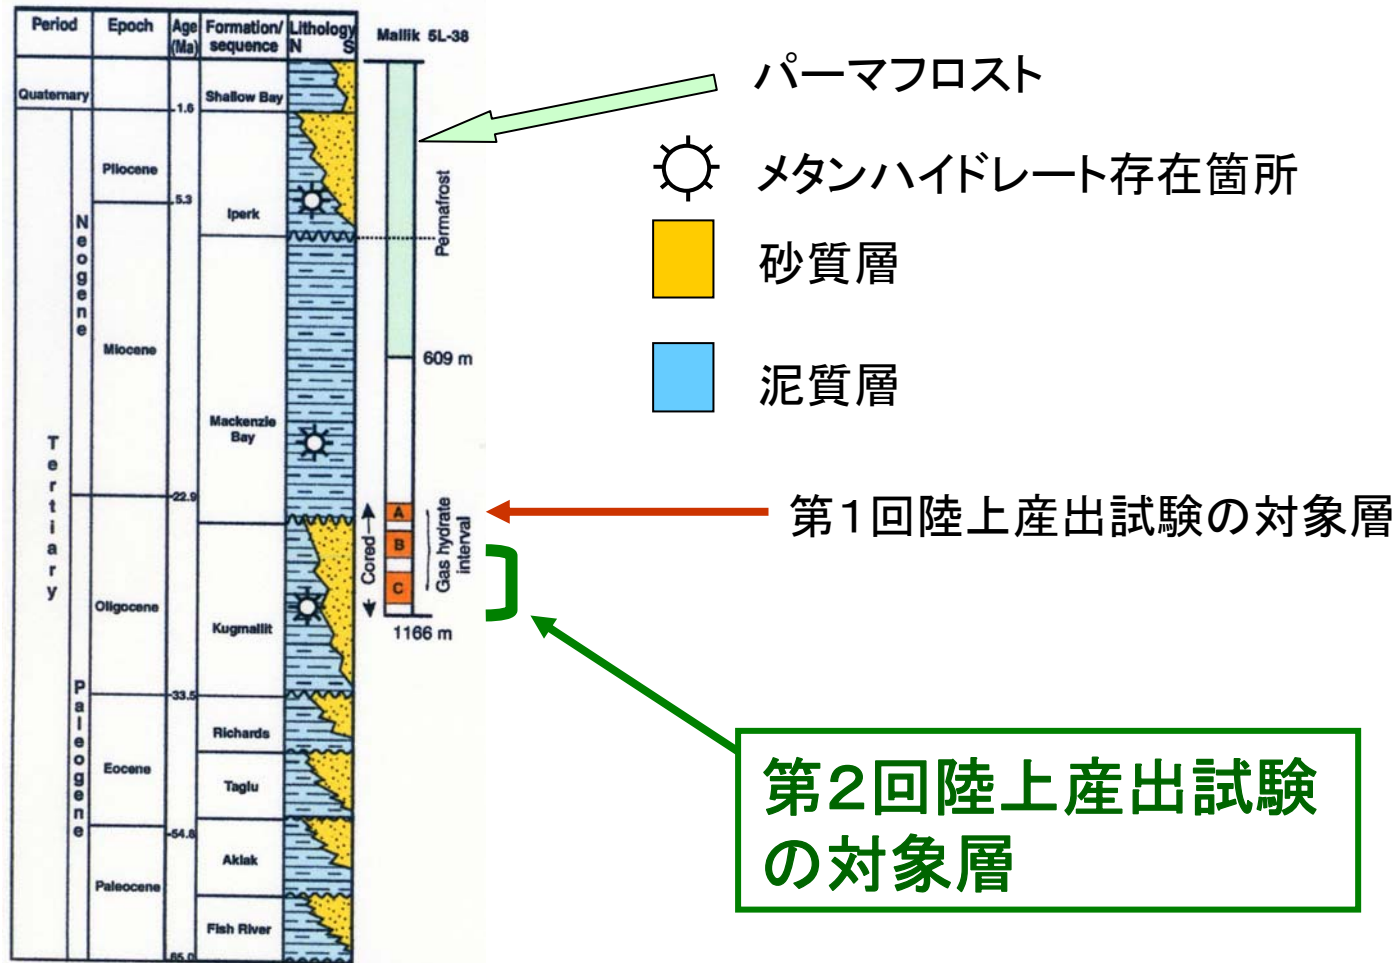 Period Epoch Age (Ma) Formation/ sequence Lithology N S
Mallik 5L-38
Quaternary
Shallow Bay
1.6
Pliocene
5.3
Iperk
Neogene
Miocene
Mackenzie
Bay
22.9
Tertiary
Oligocene
Kugmallit
33.5
Paleogene
Richards
Eocene
Taglu
54.8
Aklak
Paleocene
Fish River
65.0
Permafrost
609 m
Cored
A
B
C
Gas hydrate
interval
1166 m
パーマフロスト
メタンハイドレート存在箇所
砂質層
泥質層
第1回陸上産出試験の対象層
第2回陸上産出試験
の対象層